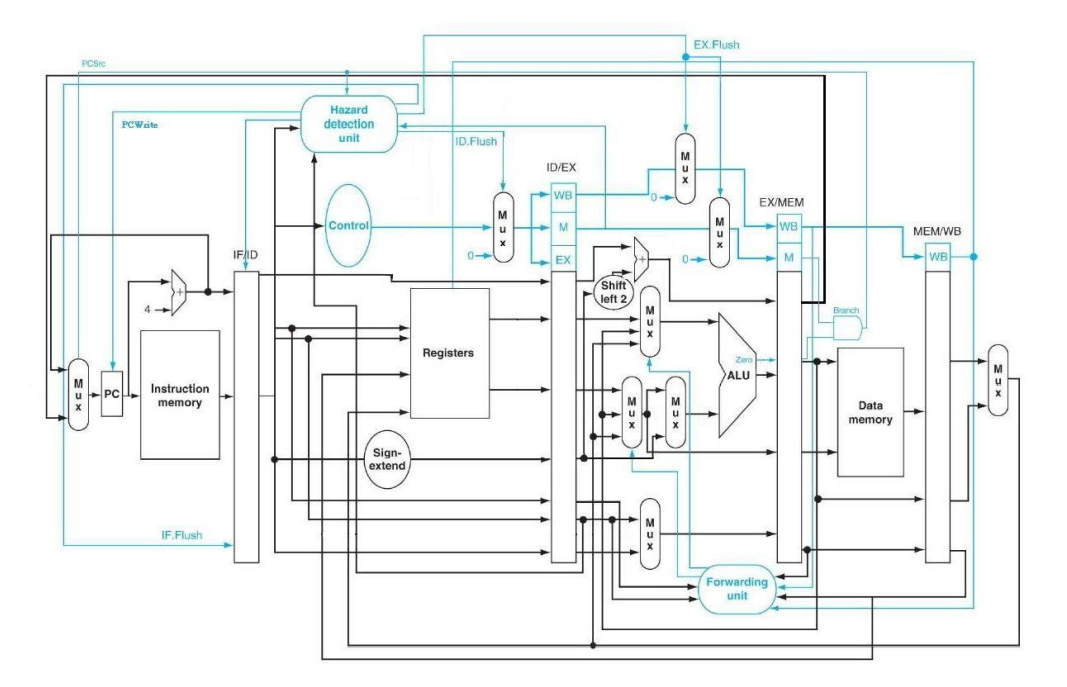 EX.Flush
PCSrc
PCWrite
Hazard
detection
unit
ID.Flush
M
u
x
0
ID/EX
WB
M
EX
Control
M
u
x
0
M
u
x
0
EX/MEM
WB
M
MEM/WB
WB
IF/ID
4
+
+
Shift
left 2
Branch
M
u
x
PC
Instruction
memory
Registers
M
u
x
Zero
ALU
M
u
x
M
u
x
Data
memory
M
u
x
Sign-
extend
M
u
x
IF.Flush
Forwarding
unit